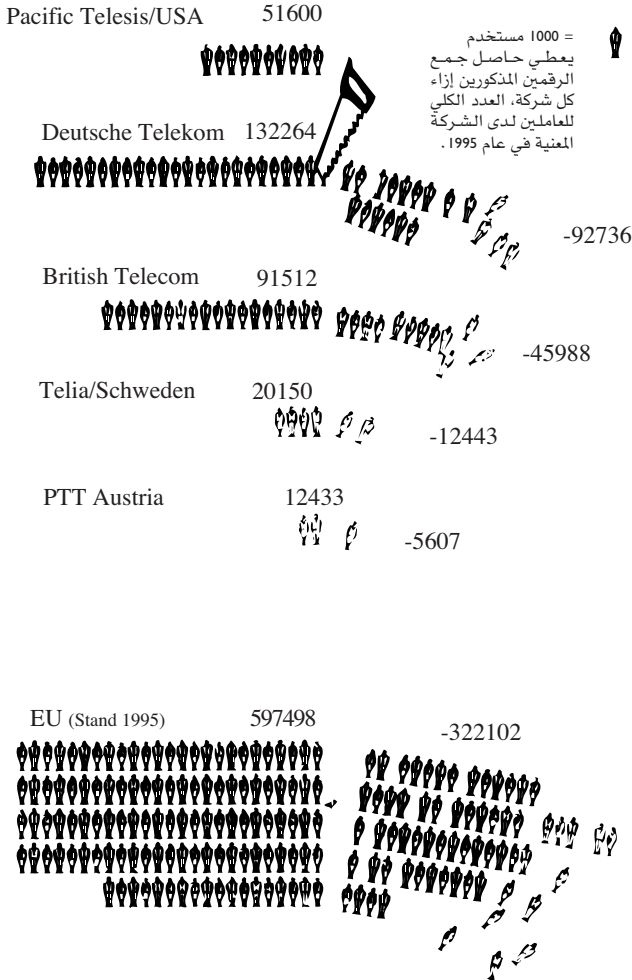 Pacific Telesis/USA 51600
= 1000 مستخدم
يعطي حاصل جمع
الرقمين المذكورين إزاء
كل شركة، العدد الكلي
للعاملين لدى الشركة
المعنية في عام 1995.
Deutsche Telekom 132264
-92736
British Telecom 91512
-45988
Telia/Schweden 20150
-12443
PTT Austria 12433
-5607
EU (Stand 1995) 597498
-322102